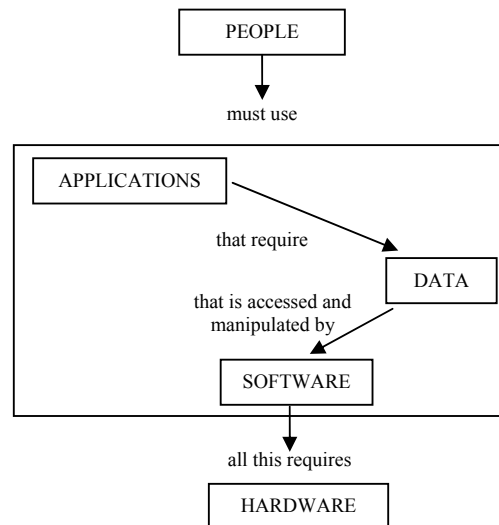 PEOPLE
must use
APPLICATIONS
that require
DATA
that is accessed and
manipulated by
SOFTWARE
all this requires
HARDWARE